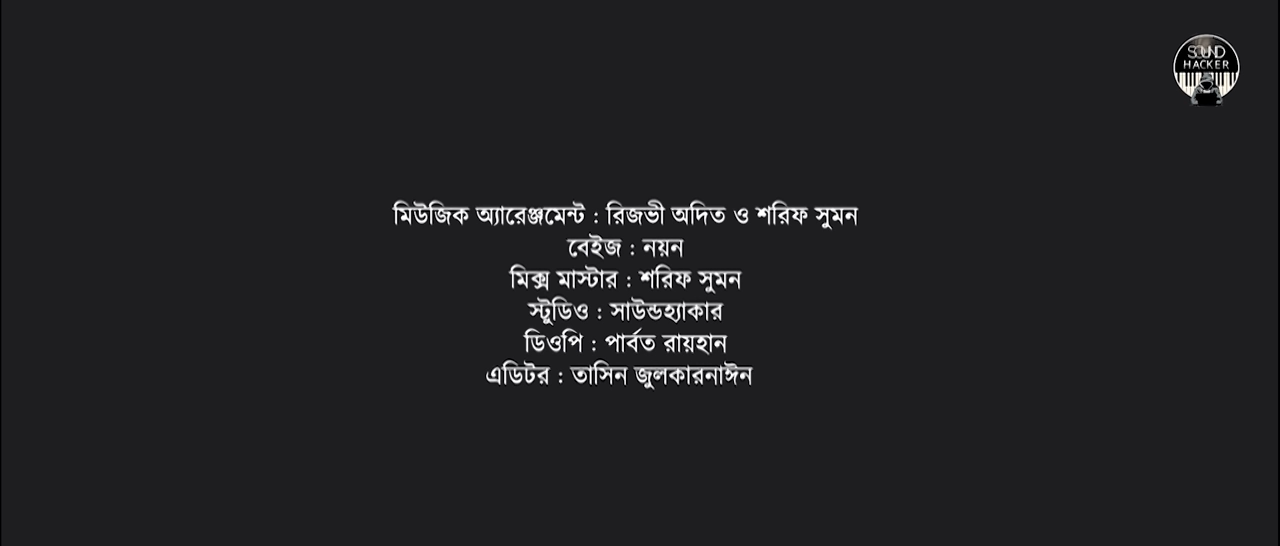 SOUND
HACKER
মিউজিক অ্যারেঞ্জমেন্ট : রিজভী অদিত ও শরিফ সুমন
বেইজ : নয়ন
মিক্স মাস্টার : শরিফ সুমন
স্টুডিও : সাউন্ডহ্যাকার
ডিওপি : পার্বত রায়হান
এডিটর : তাসিন জুলকারনাঈন